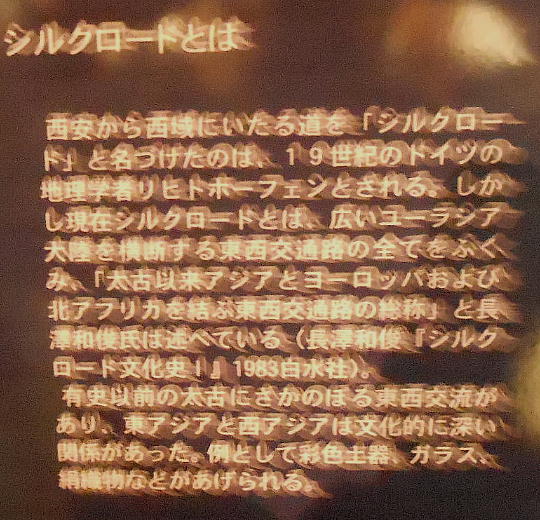 シルクロードとは
西安から西域にいたる道を「シルクロー
ド」と名づけたのは、19世紀のドイツの
地理学者リヒトホーフェンとされる。しか
し現在シルクロードとは、広いユーラシア
大陸を横断する東西交通路の全てをふく
み、「太古以来アジアとヨーロッパおよび
北アフリカを結ぶ東西交通路の総称」と長
澤和俊氏は述べている（長澤和俊『シルク
ロード文化史Ⅰ』1983白水社）。
有史以前の太古にさかのぼる東西交流が
あり、東アジアと西アジアは文化的に深い
関係があった。例として彩色土器、ガラス、
絹織物などがあげられる。